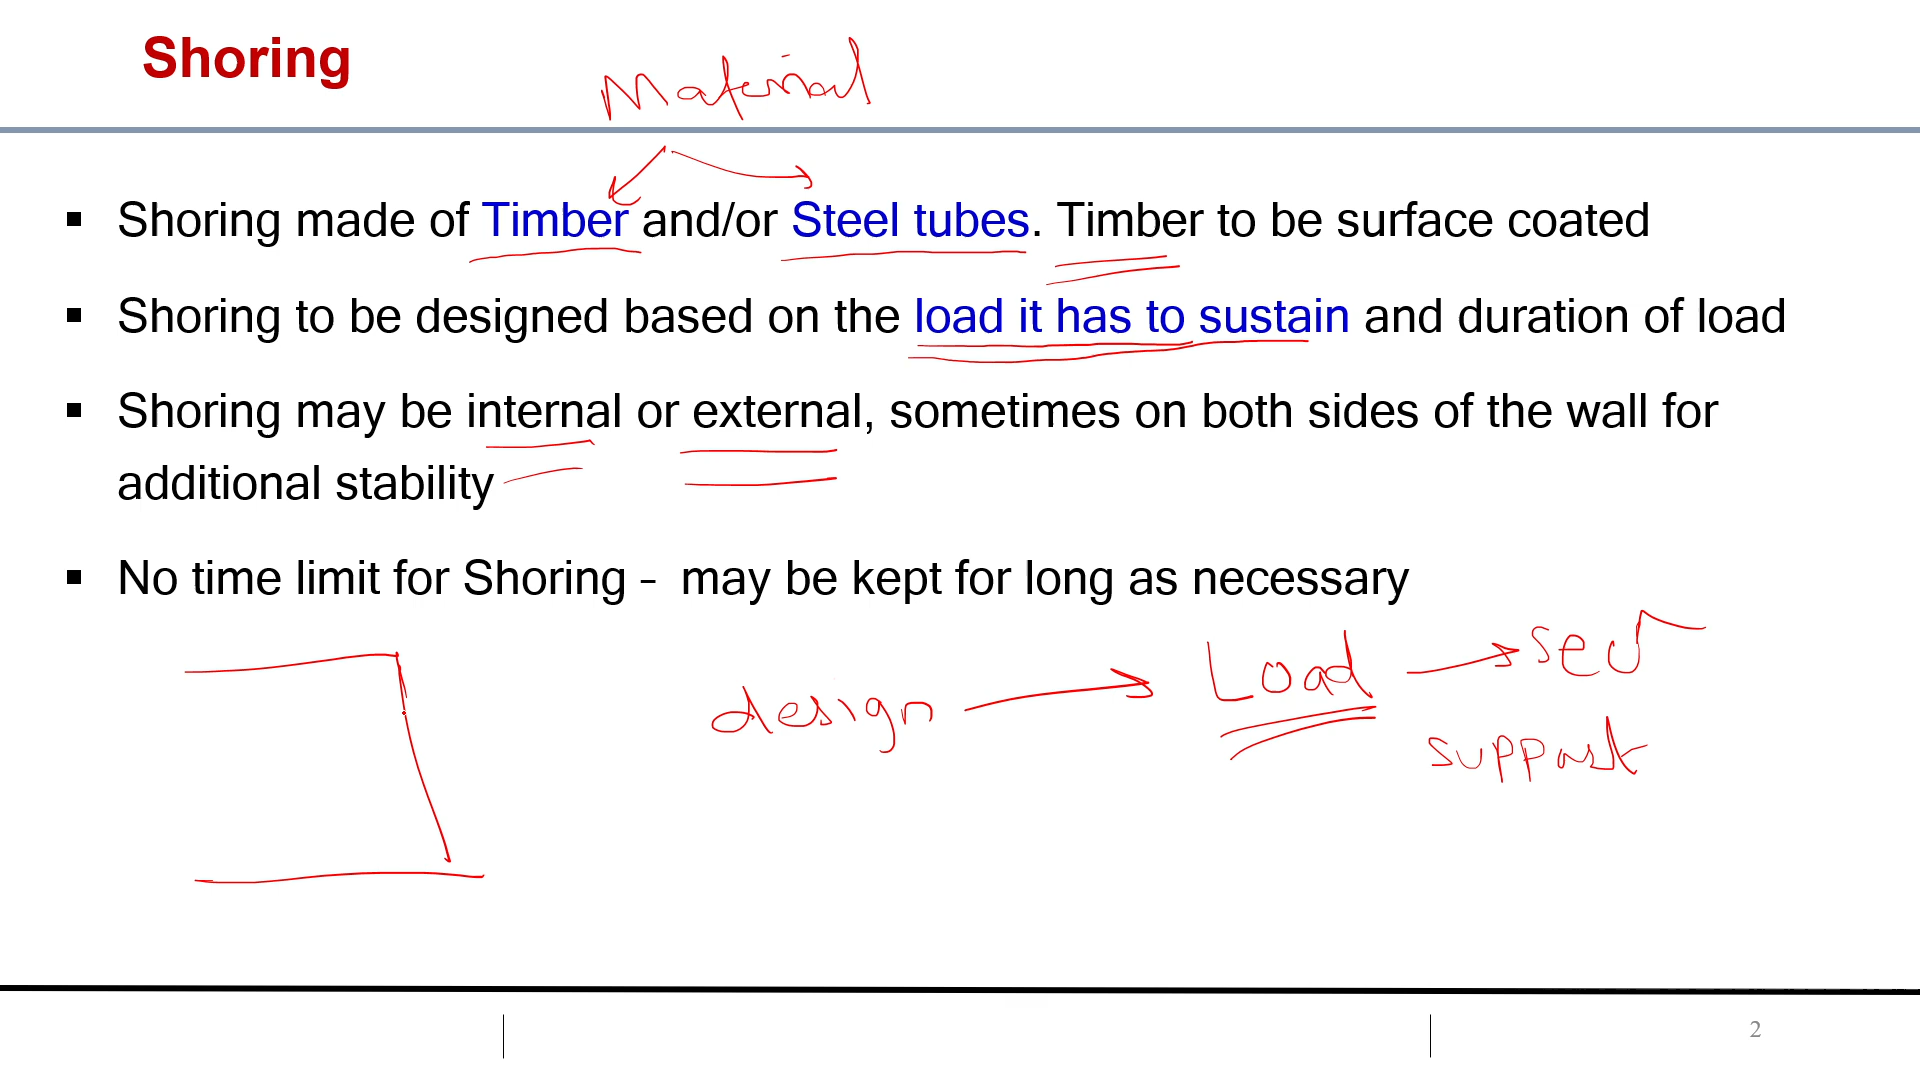 Shoring
Material
▪ Shoring made of Timber and/or Steel tubes. Timber to be surface coated
▪ Shoring to be designed based on the load it has to sustain and duration of load
▪ Shoring may be internal or external, sometimes on both sides of the wall for
additional stability
▪ No time limit for Shoring – may be kept for long as necessary
design → Load →
support
2